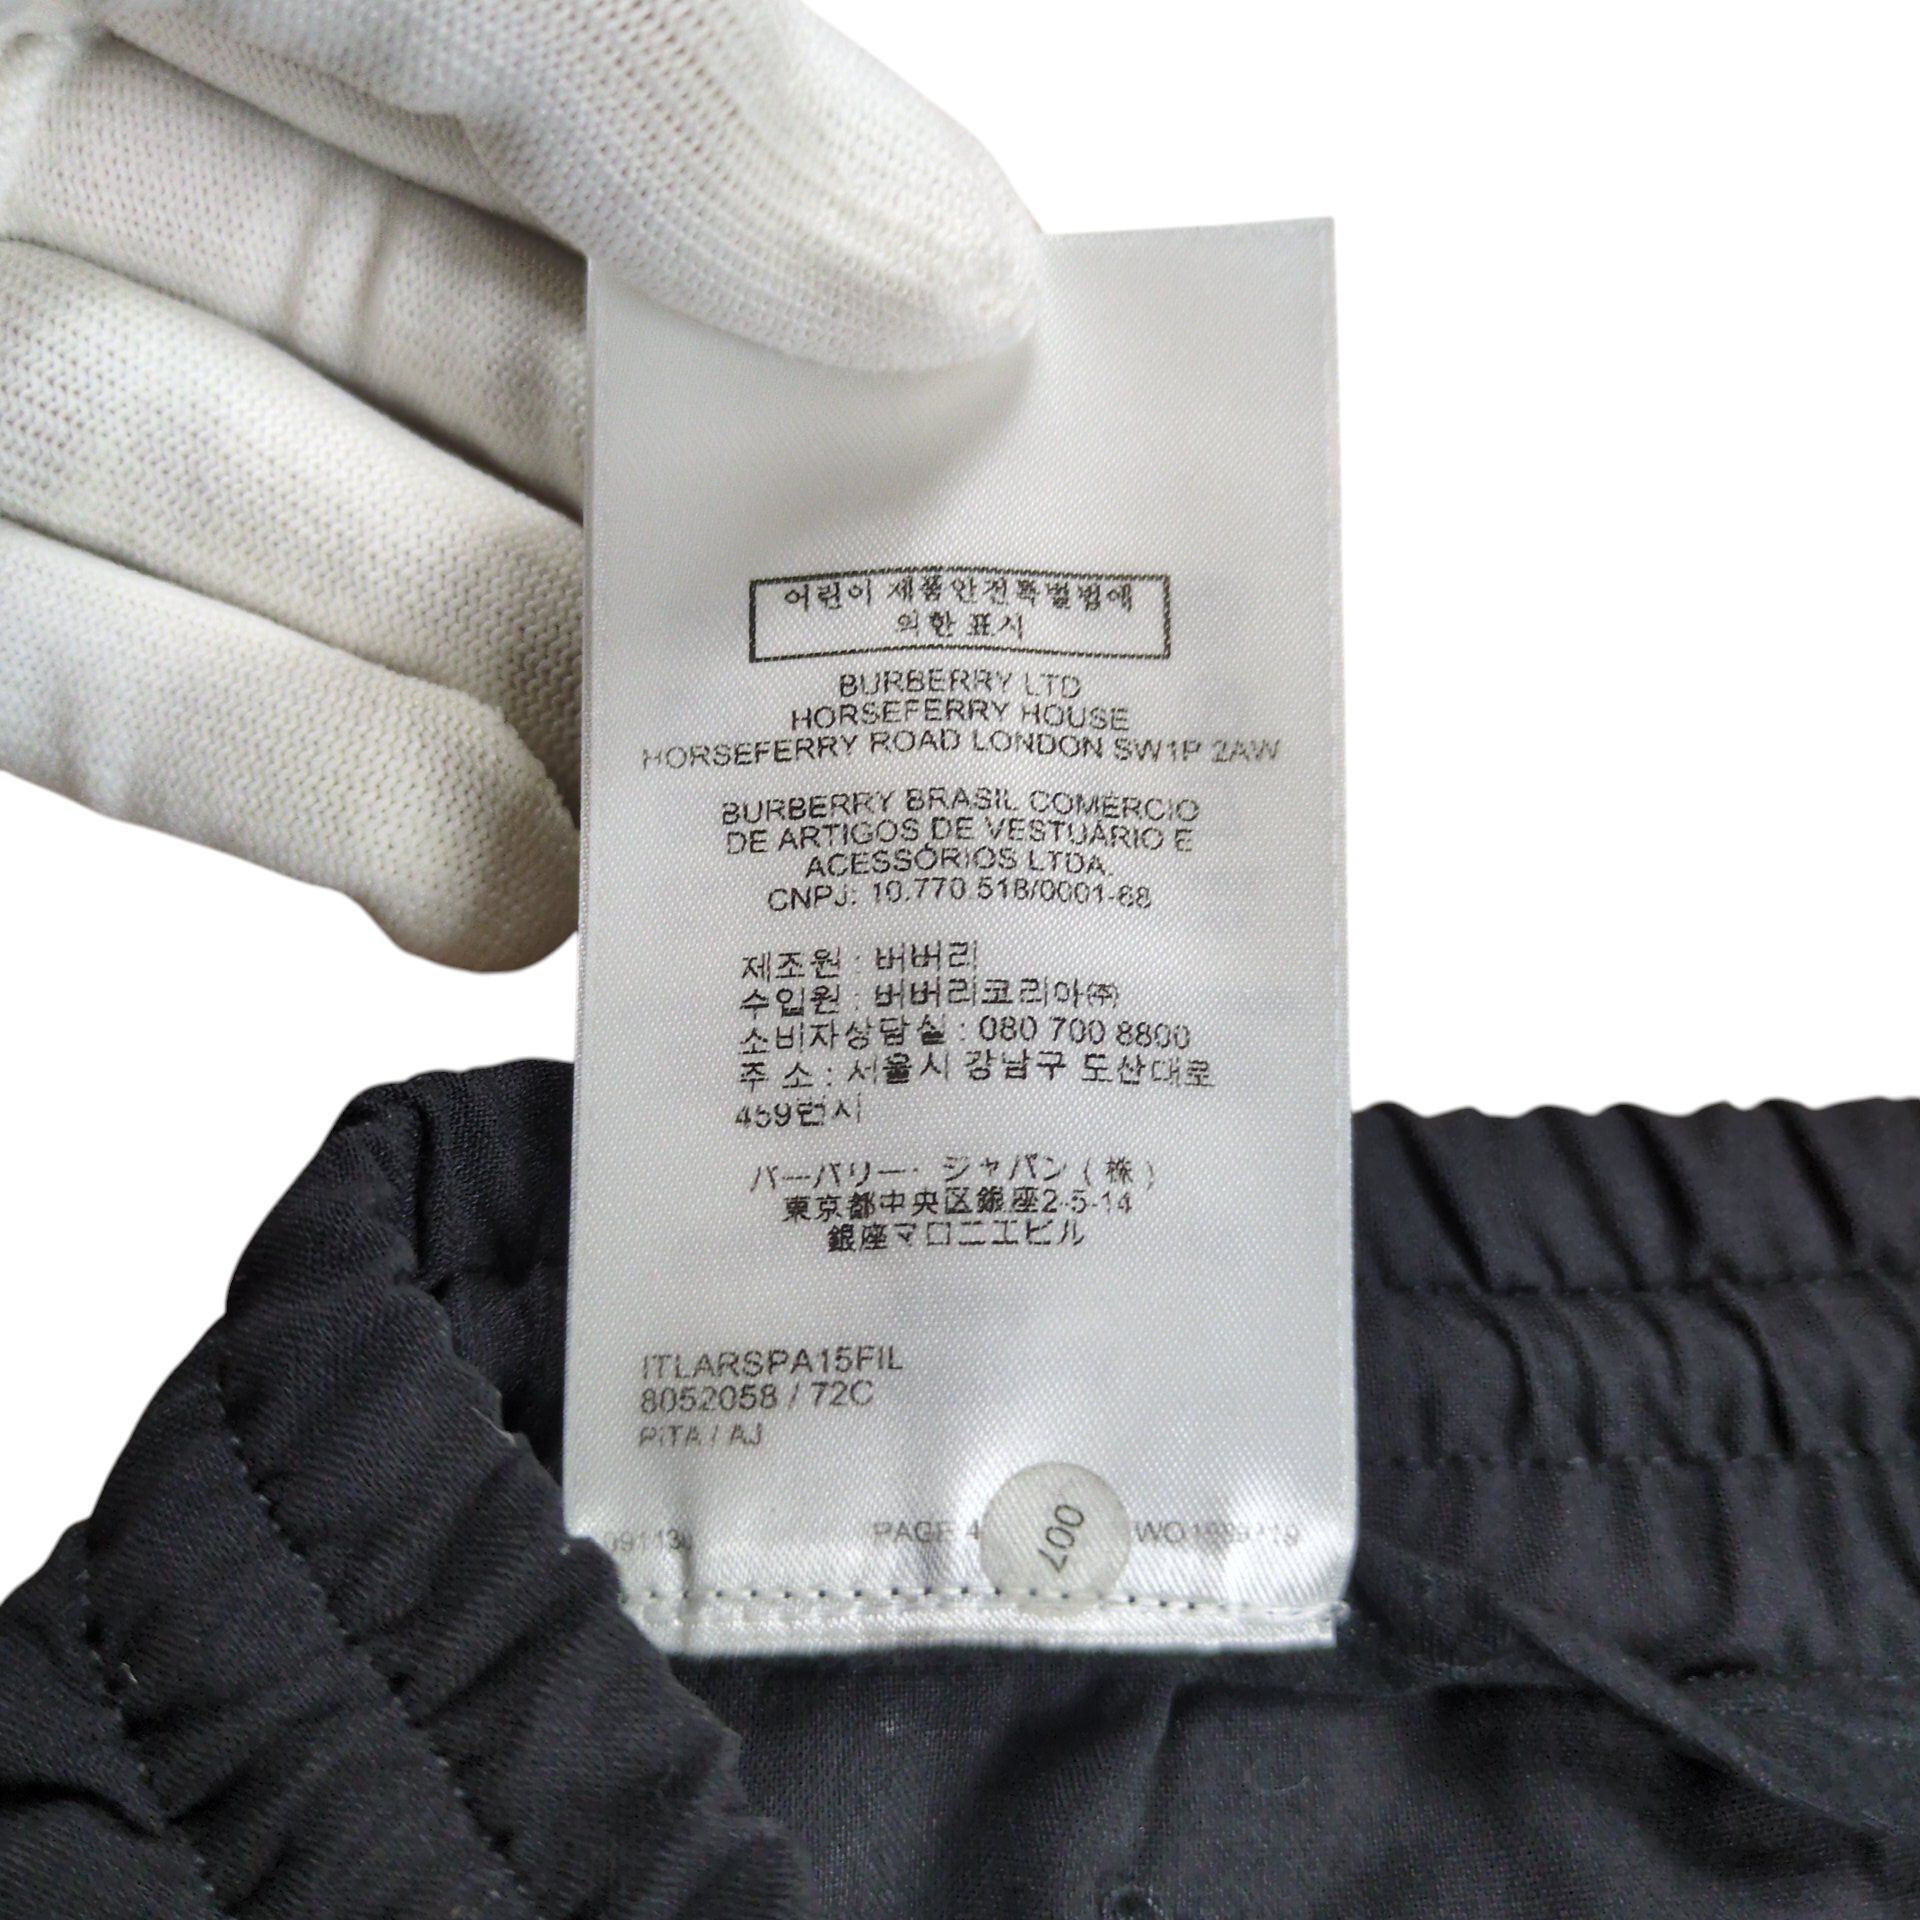 어린이 제품안전특별법에
의한 표시
BURBERRY LTD
HORSEFERRY HOUSE
HORSEFERRY ROAD LONDON SW1P 2AW
BURBERRY BRASIL COMÉRCIO
DE ARTIGOS DE VESTUÁRIO E
ACESSÓRIOS LTDA.
CNPJ: 10.770.518/0001-68
제조원 : 버버리
수입원 : 버버리코리아㈜
소비자상담실 : 080 700 8800
주 소 : 서울시 강남구 도산대로
459번지
バーバリー・ジャパン (株)
東京都中央区銀座2-5-14
銀座マロニエビル
ITLARSPA15FIL
8052058 / 72C
PITA / AJ
PAGE 4
007